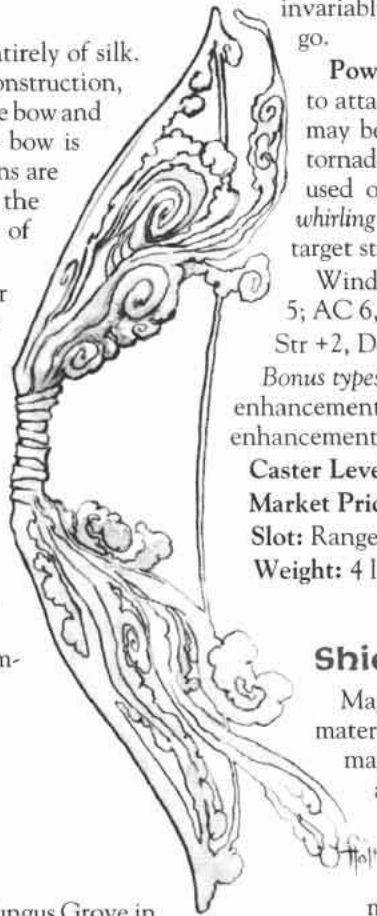 ntirely of silk.
onstruction,
e bow and
bow is
ns are
the
of
r
m-
ungus Grove in
invariably
go.
Pow
to atta
may be
tornad
used o
whirling
target st
Wind
5; AC 6,
Str +2, D
Bonus types
enhancement
enhancement
Caster Leve
Market Pric
Slot: Range
Weight: 4 l
Shie
Ma
mater
ma
a
n